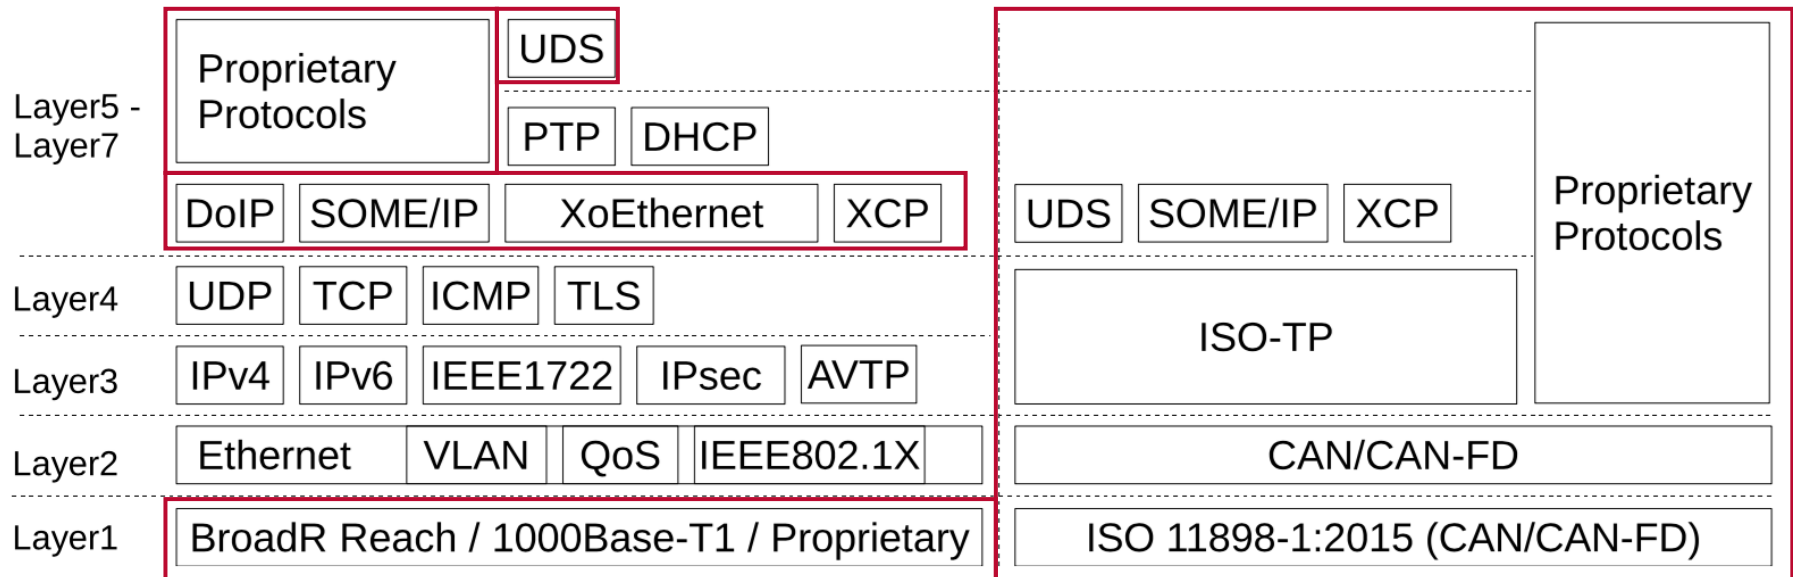 Layer5 -
Layer7
Proprietary
Protocols
UDS
PTP DHCP
DoIP SOME/IP XoEthernet XCP
UDS SOME/IP XCP
Proprietary
Protocols
Layer4
UDP TCP ICMP TLS
ISO-TP
Layer3
IPv4 IPv6 IEEE1722 IPsec AVTP
Layer2
Ethernet VLAN QoS IEEE802.1X
CAN/CAN-FD
Layer1
BroadR Reach / 1000Base-T1 / Proprietary
ISO 11898-1:2015 (CAN/CAN-FD)